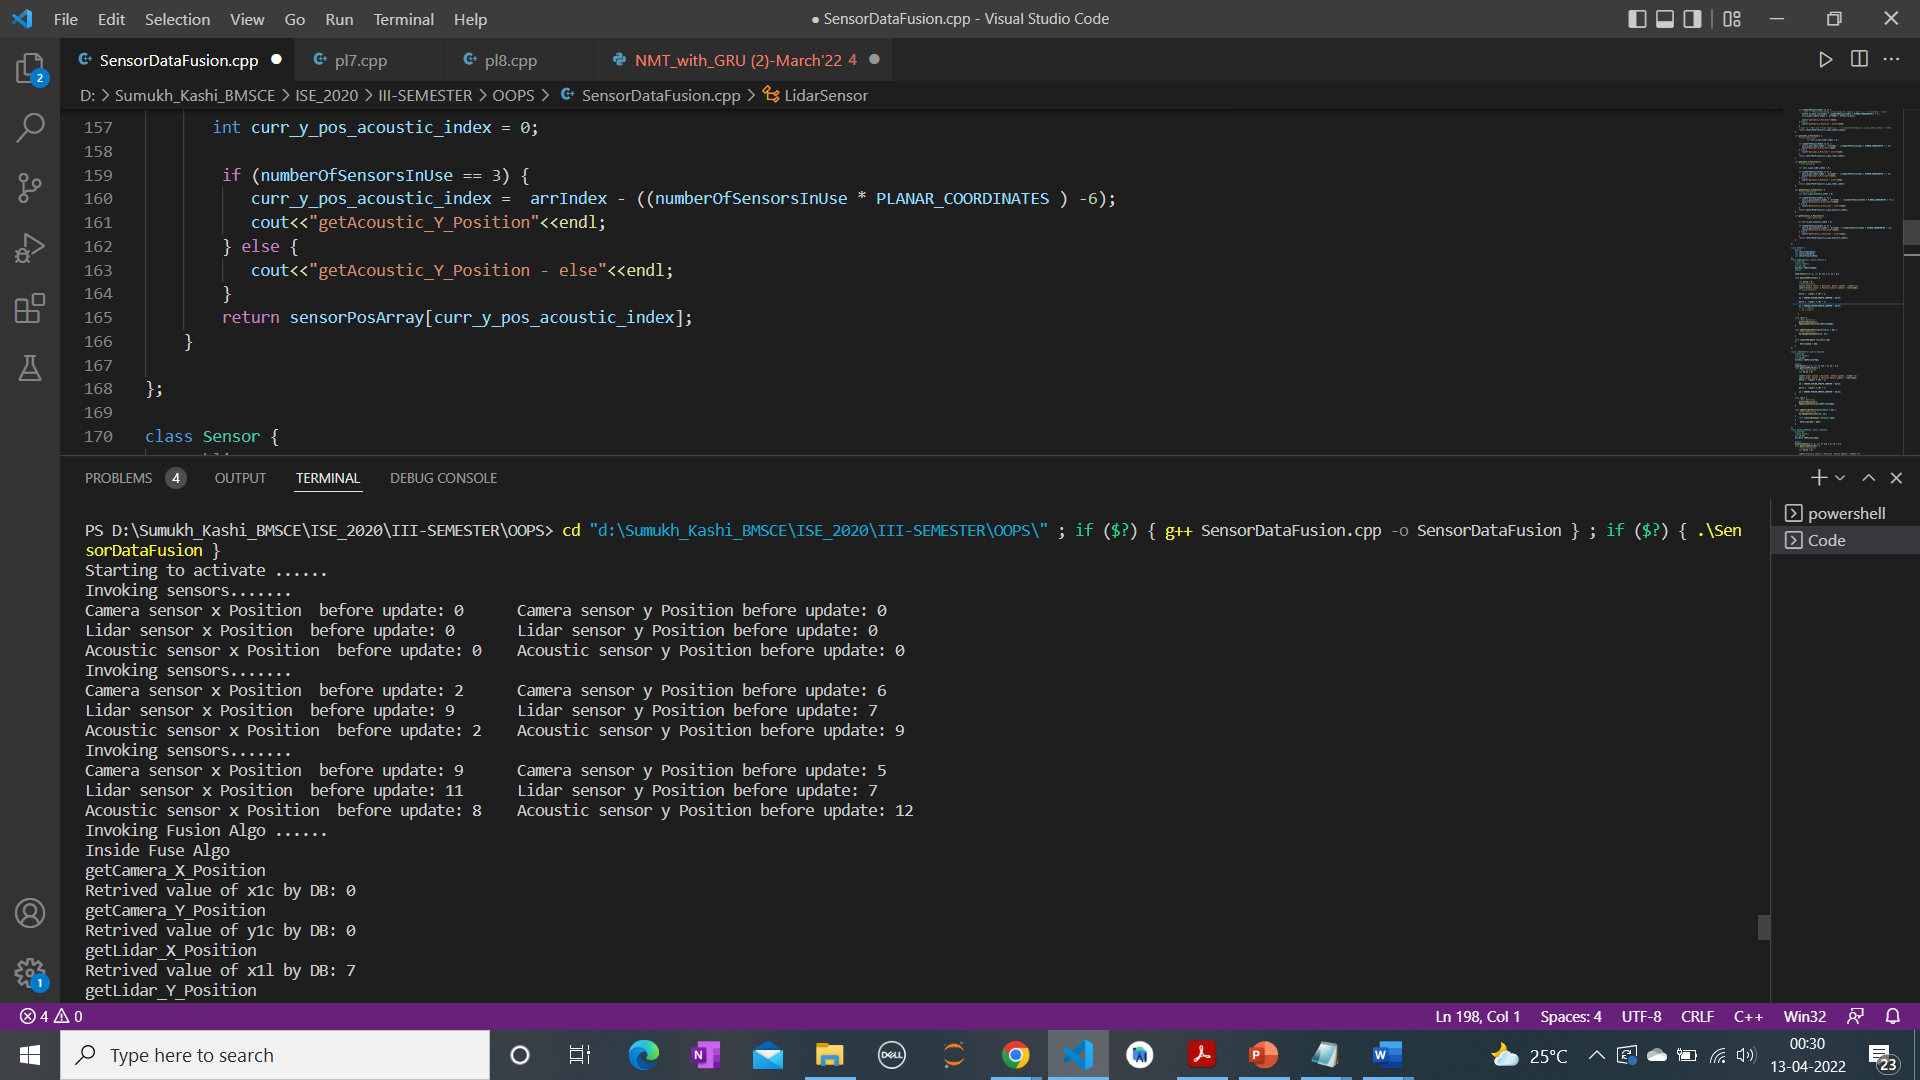 File Edit Selection View Go Run Terminal Help
● SensorDataFusion.cpp - Visual Studio Code
SensorDataFusion.cpp ● pl7.cpp pl8.cpp NMT_with_GRU (2)-March'22 4 ●
D: > Sumukh_Kashi_BMSCE > ISE_2020 > III-SEMESTER > OOPS > SensorDataFusion.cpp > LidarSensor
157 int curr_y_pos_acoustic_index = 0;
158
159 if (numberOfSensorsInUse == 3) {
160 curr_y_pos_acoustic_index =  arrIndex - ((numberOfSensorsInUse * PLANAR_COORDINATES ) -6);
161 cout<<"getAcoustic_Y_Position"<<endl;
162 } else {
163 cout<<"getAcoustic_Y_Position - else"<<endl;
164 }
165 return sensorPosArray[curr_y_pos_acoustic_index];
166 }
167
168 };
169
170 class Sensor {
PROBLEMS 4 OUTPUT TERMINAL DEBUG CONSOLE
PS D:\Sumukh_Kashi_BMSCE\ISE_2020\III-SEMESTER\OOPS> cd "d:\Sumukh_Kashi_BMSCE\ISE_2020\III-SEMESTER\OOPS\" ; if ($?) { g++ SensorDataFusion.cpp -o SensorDataFusion } ; if ($?) { .\Sen
sorDataFusion }
Starting to activate ......
Invoking sensors.......
Camera sensor x Position  before update: 0 Camera sensor y Position before update: 0
Lidar sensor x Position  before update: 0 Lidar sensor y Position before update: 0
Acoustic sensor x Position  before update: 0 Acoustic sensor y Position before update: 0
Invoking sensors.......
Camera sensor x Position  before update: 2 Camera sensor y Position before update: 6
Lidar sensor x Position  before update: 9 Lidar sensor y Position before update: 7
Acoustic sensor x Position  before update: 2 Acoustic sensor y Position before update: 9
Invoking sensors.......
Camera sensor x Position  before update: 9 Camera sensor y Position before update: 5
Lidar sensor x Position  before update: 11 Lidar sensor y Position before update: 7
Acoustic sensor x Position  before update: 8 Acoustic sensor y Position before update: 12
Invoking Fusion Algo ......
Inside Fuse Algo
getCamera_X_Position
Retrived value of x1c by DB: 0
getCamera_Y_Position
Retrived value of y1c by DB: 0
getLidar_X_Position
Retrived value of x1l by DB: 7
getLidar_Y_Position
powershell
Code
2
1
4 0
Ln 198, Col 1 Spaces: 4 UTF-8 CRLF C++ Win32
Type here to search
DELL
25°C
00:30
13-04-2022
23